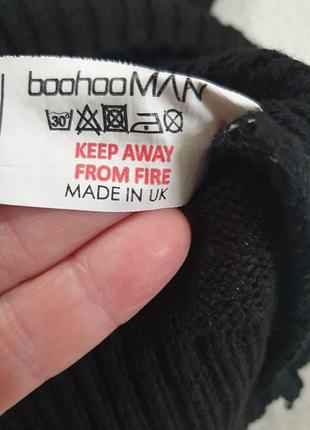 boohooMAN
30°
KEEP AWAY
FROM FIRE
MADE IN UK